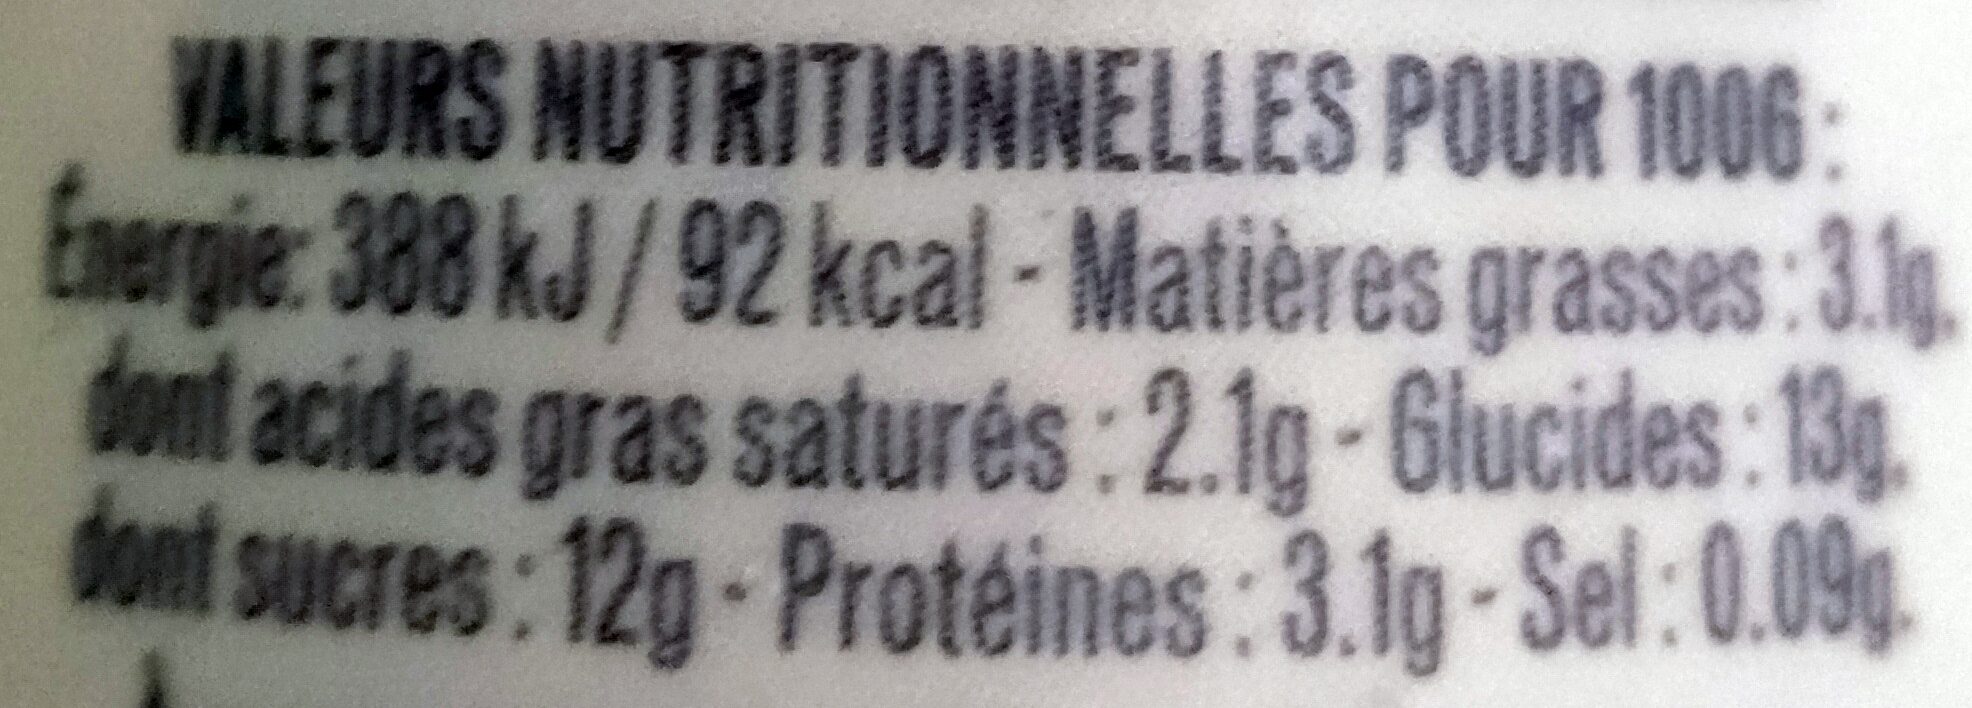 VALEURS NUTRITIONNELLES POUR 100G :
Énergie: 388 kJ / 92 kcal - Matières grasses : 3.1g.
dont acides gras saturés : 2.1g - Glucides : 13g.
dont sucres : 12g - Protéines : 3.1g - Sel : 0.09g.